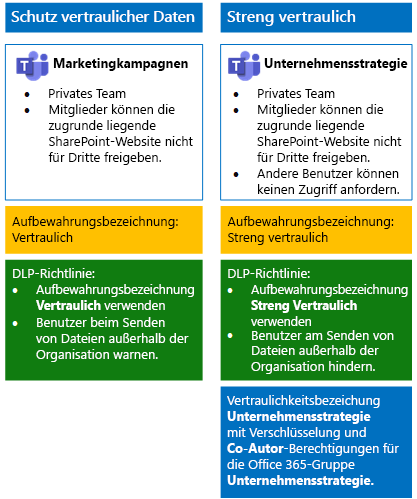 Schutz vertraulicher Daten
Marketingkampagnen
• Privates Team
• Mitglieder können die
zugrunde liegende
SharePoint-Website nicht
für Dritte freigeben.
Aufbewahrungsbezeichnung:
Vertraulich
DLP-Richtlinie:
• Aufbewahrungsbezeichnung
Vertraulich verwenden
• Benutzer beim Senden
von Dateien außerhalb der
Organisation warnen.
Streng vertraulich
Unternehmensstrategie
• Privates Team
• Mitglieder können die
zugrunde liegende
SharePoint-Website nicht
für Dritte freigeben.
• Andere Benutzer können
keinen Zugriff anfordern.
Aufbewahrungsbezeichnung:
Streng vertraulich
DLP-Richtlinie:
• Aufbewahrungsbezeichnung
Streng Vertraulich
verwenden
• Benutzer am Senden von
Dateien außerhalb der
Organisation hindern.
Vertraulichkeitsbezeichung
Unternehmensstrategie
mit Verschlüsselung und
Co-Autor-Berechtigungen für
die Office 365-Gruppe
Unternehmensstrategie.